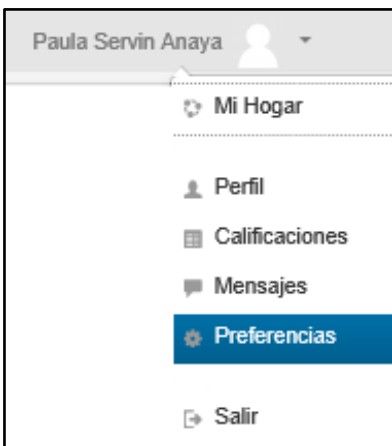 Paula Servin Anaya
Mi Hogar
Perfil
Calificaciones
Mensajes
Preferencias
Salir